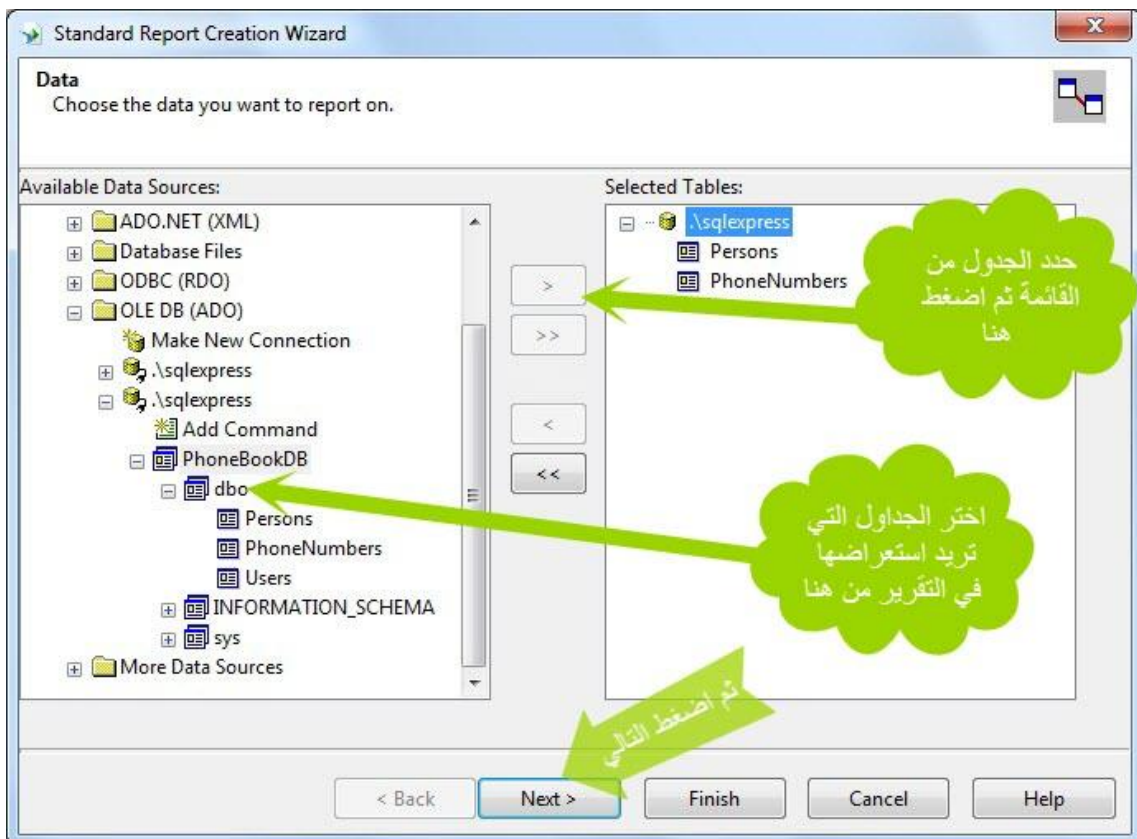 Standard Report Creation Wizard
Data
Choose the data you want to report on.
Available Data Sources:
ADO.NET (XML)
Database Files
ODBC (RDO)
OLE DB (ADO)
Make New Connection
.\sqlexpress
.\sqlexpress
Add Command
PhoneBookDB
dbo
Persons
PhoneNumbers
Users
INFORMATION_SCHEMA
sys
More Data Sources
>
>>
<
<<
Selected Tables:
.\sqlexpress
Persons
PhoneNumbers
حدد الجدول من
القائمة ثم اضغط
هنا
اختر الجداول التي
تريد استعراضها
في التقرير من هنا
ثم اضغط التالي
< Back
Next >
Finish
Cancel
Help